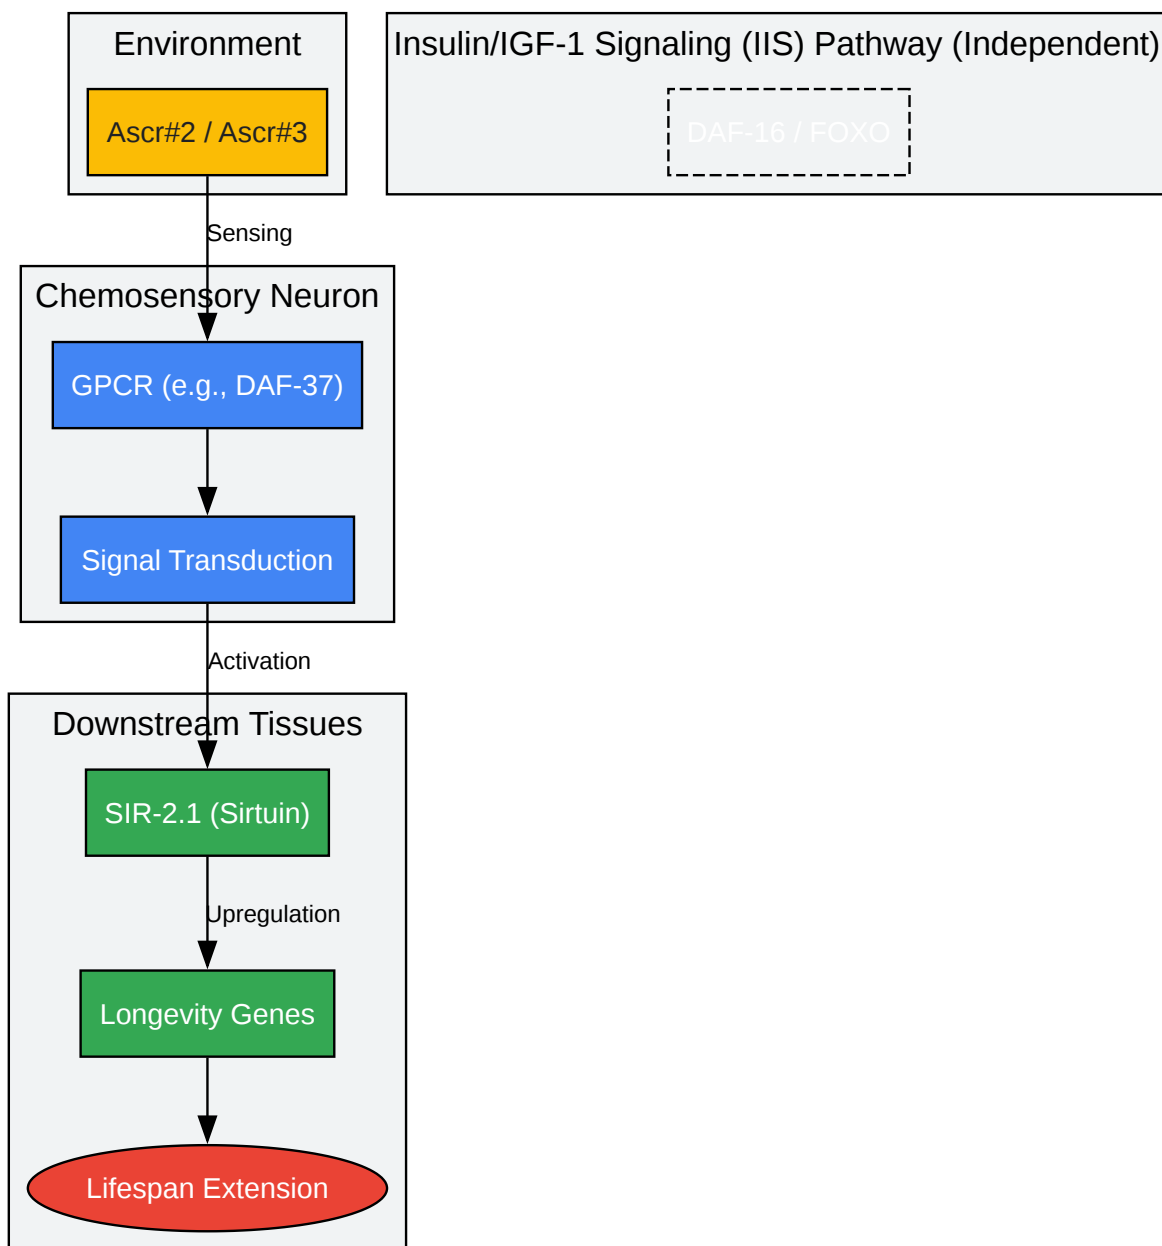 Environment
Insulin/IGF-1 Signaling (IIS) Pathway (Independent)
Ascr#2 / Ascr#3
DAF-16 / FOXO
Sensing
Chemosensory Neuron
GPCR (e.g., DAF-37)
Signal Transduction
Activation
Downstream Tissues
SIR-2.1 (Sirtuin)
Upregulation
Longevity Genes
Lifespan Extension